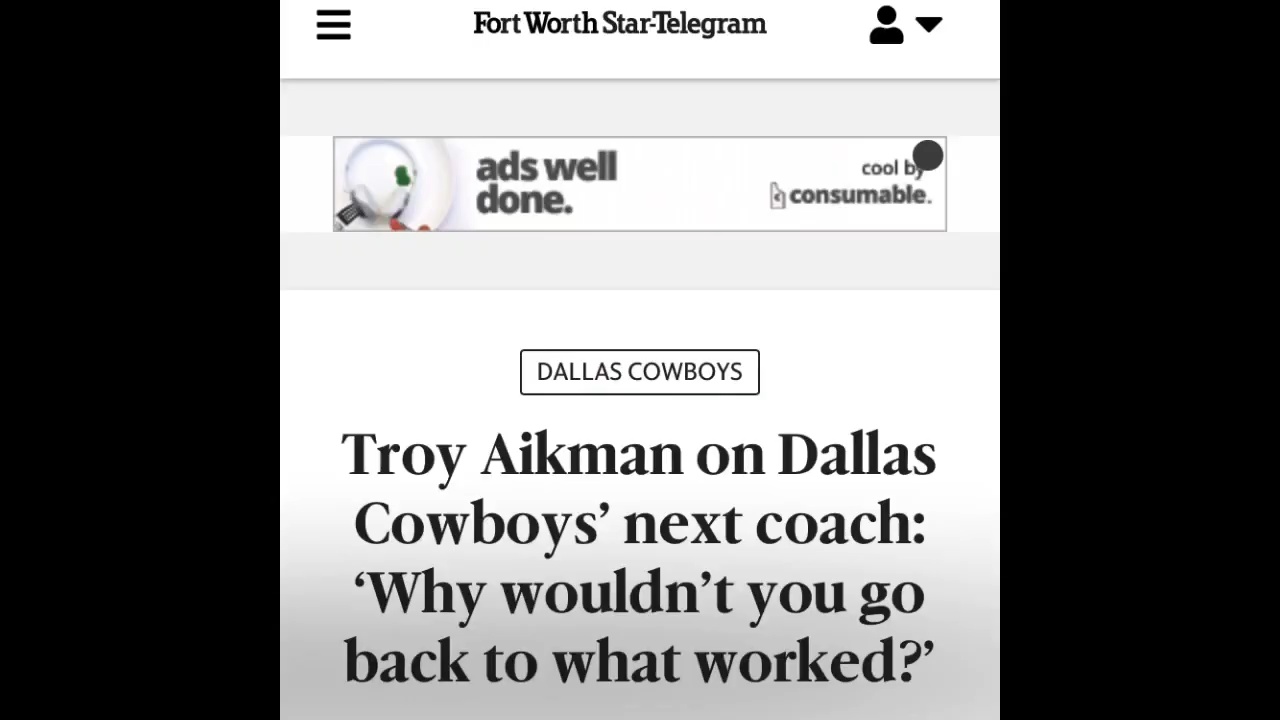 Fort Worth Star-Telegram
ads well
done.
cool by
consumable.
DALLAS COWBOYS
Troy Aikman on Dallas
Cowboys’ next coach:
‘Why wouldn’t you go
back to what worked?’